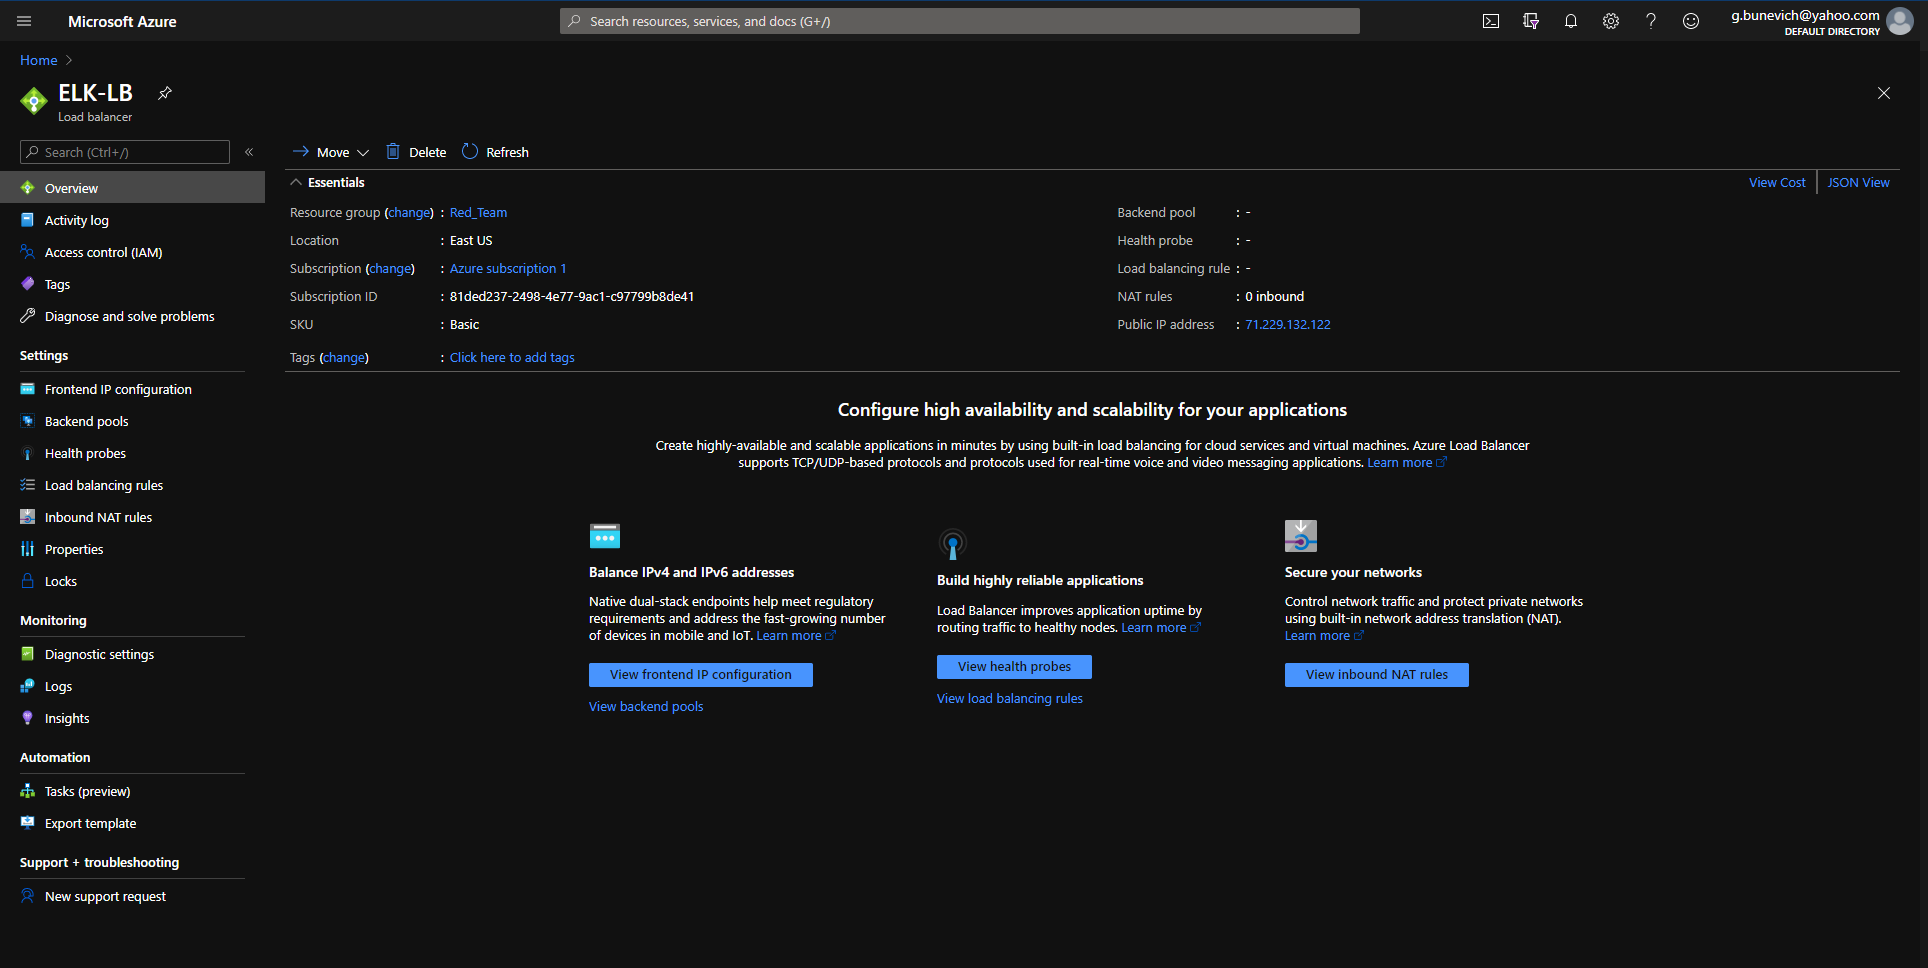 Microsoft Azure
Search resources, services, and docs (G+/)
g.bunevich@yahoo.com
DEFAULT DIRECTORY
Home
ELK-LB
Load balancer
Search (Ctrl+/)
«
Overview
Activity log
Access control (IAM)
Tags
Diagnose and solve problems
Settings
Frontend IP configuration
Backend pools
Health probes
Load balancing rules
Inbound NAT rules
Properties
Locks
Monitoring
Diagnostic settings
Logs
Insights
Automation
Tasks (preview)
Export template
Support + troubleshooting
New support request
Move Delete Refresh
Essentials
View Cost JSON View
Resource group (change) : Red_Team
Location : East US
Subscription (change) : Azure subscription 1
Subscription ID : 81ded237-2498-4e77-9ac1-c97799b8de41
SKU : Basic
Tags (change) : Click here to add tags
Backend pool : -
Health probe : -
Load balancing rule : -
NAT rules : 0 inbound
Public IP address : 71.229.132.122
Configure high availability and scalability for your applications
Create highly-available and scalable applications in minutes by using built-in load balancing for cloud services and virtual machines. Azure Load Balancer
supports TCP/UDP-based protocols and protocols used for real-time voice and video messaging applications. Learn more
Balance IPv4 and IPv6 addresses
Native dual-stack endpoints help meet regulatory
requirements and address the fast-growing number
of devices in mobile and IoT. Learn more
View frontend IP configuration
View backend pools
Build highly reliable applications
Load Balancer improves application uptime by
routing traffic to healthy nodes. Learn more
View health probes
View load balancing rules
Secure your networks
Control network traffic and protect private networks
using built-in network address translation (NAT).
Learn more
View inbound NAT rules